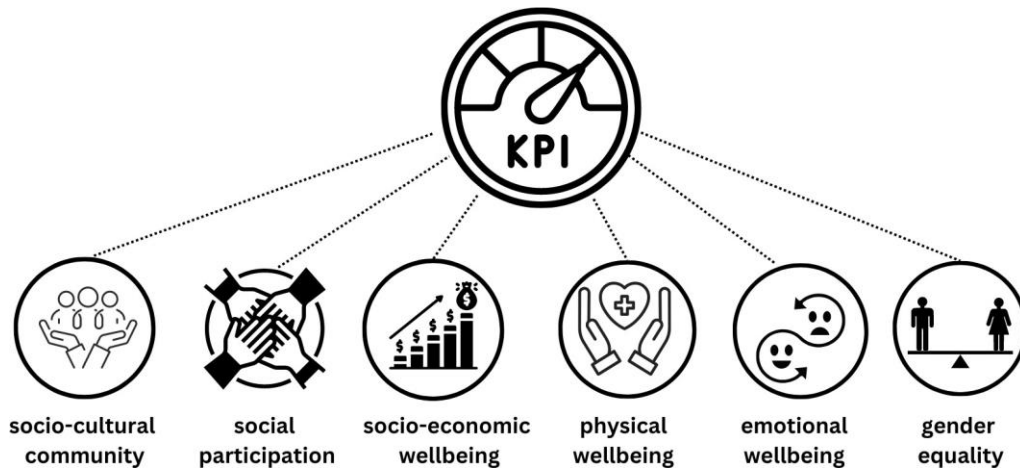 KPI
socio-cultural
community
social
participation
socio-economic
wellbeing
physical
wellbeing
emotional
wellbeing
gender
equality